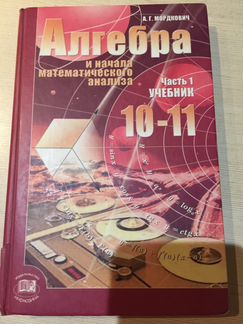 А. Г. МОРДКОВИЧ
Алгебра
и начала
математического
анализа
Часть 1
УЧЕБНИК
10-11